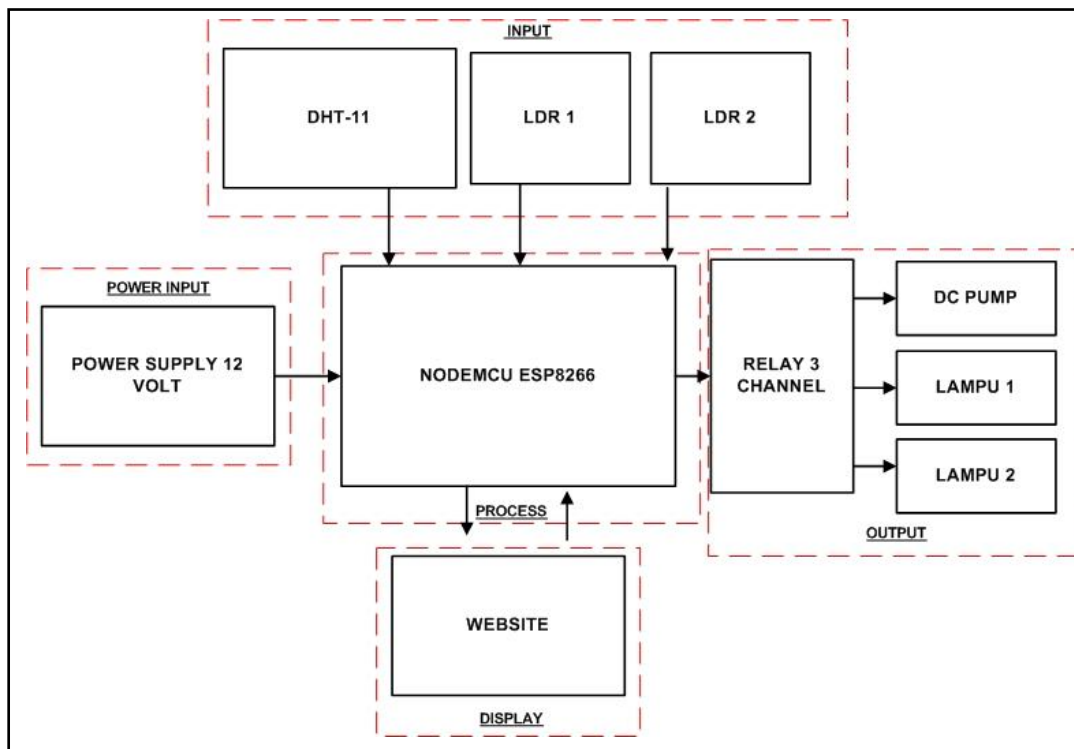 INPUT
DHT-11
LDR 1
LDR 2
POWER INPUT
POWER SUPPLY 12
VOLT
NODEMCU ESP8266
PROCESS
RELAY 3
CHANNEL
DC PUMP
LAMPU 1
LAMPU 2
OUTPUT
WEBSITE
DISPLAY